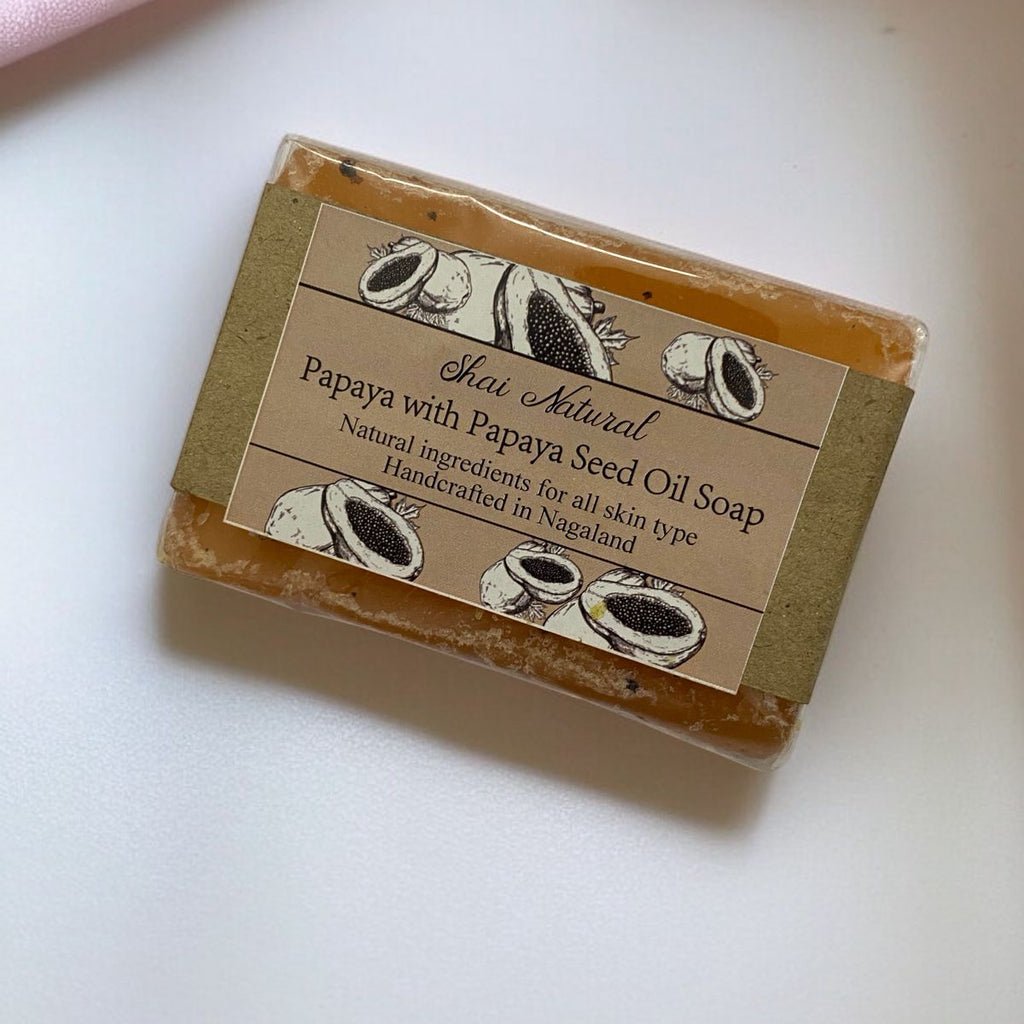 Shai Natural
Papaya with Papaya Seed Oil Soap
Natural ingredients for all skin type
Handcrafted in Nagaland